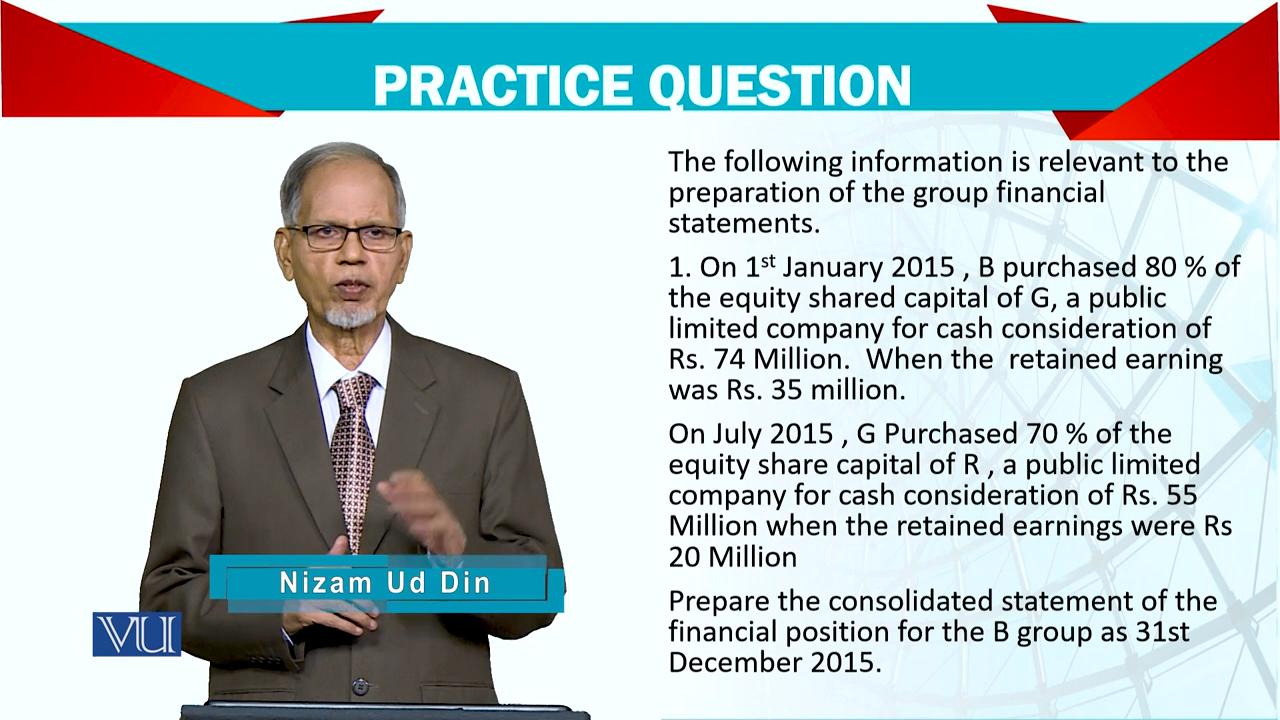 PRACTICE QUESTION
The following information is relevant to the
preparation of the group financial
statements.
1. On 1st January 2015 , B purchased 80 % of
the equity shared capital of G, a public
limited company for cash consideration of
Rs. 74 Million.  When the  retained earning
was Rs. 35 million.
On July 2015 , G Purchased 70 % of the
equity share capital of R , a public limited
company for cash consideration of Rs. 55
Million when the retained earnings were Rs
20 Million
Prepare the consolidated statement of the
financial position for the B group as 31st
December 2015.
Nizam Ud Din
VU